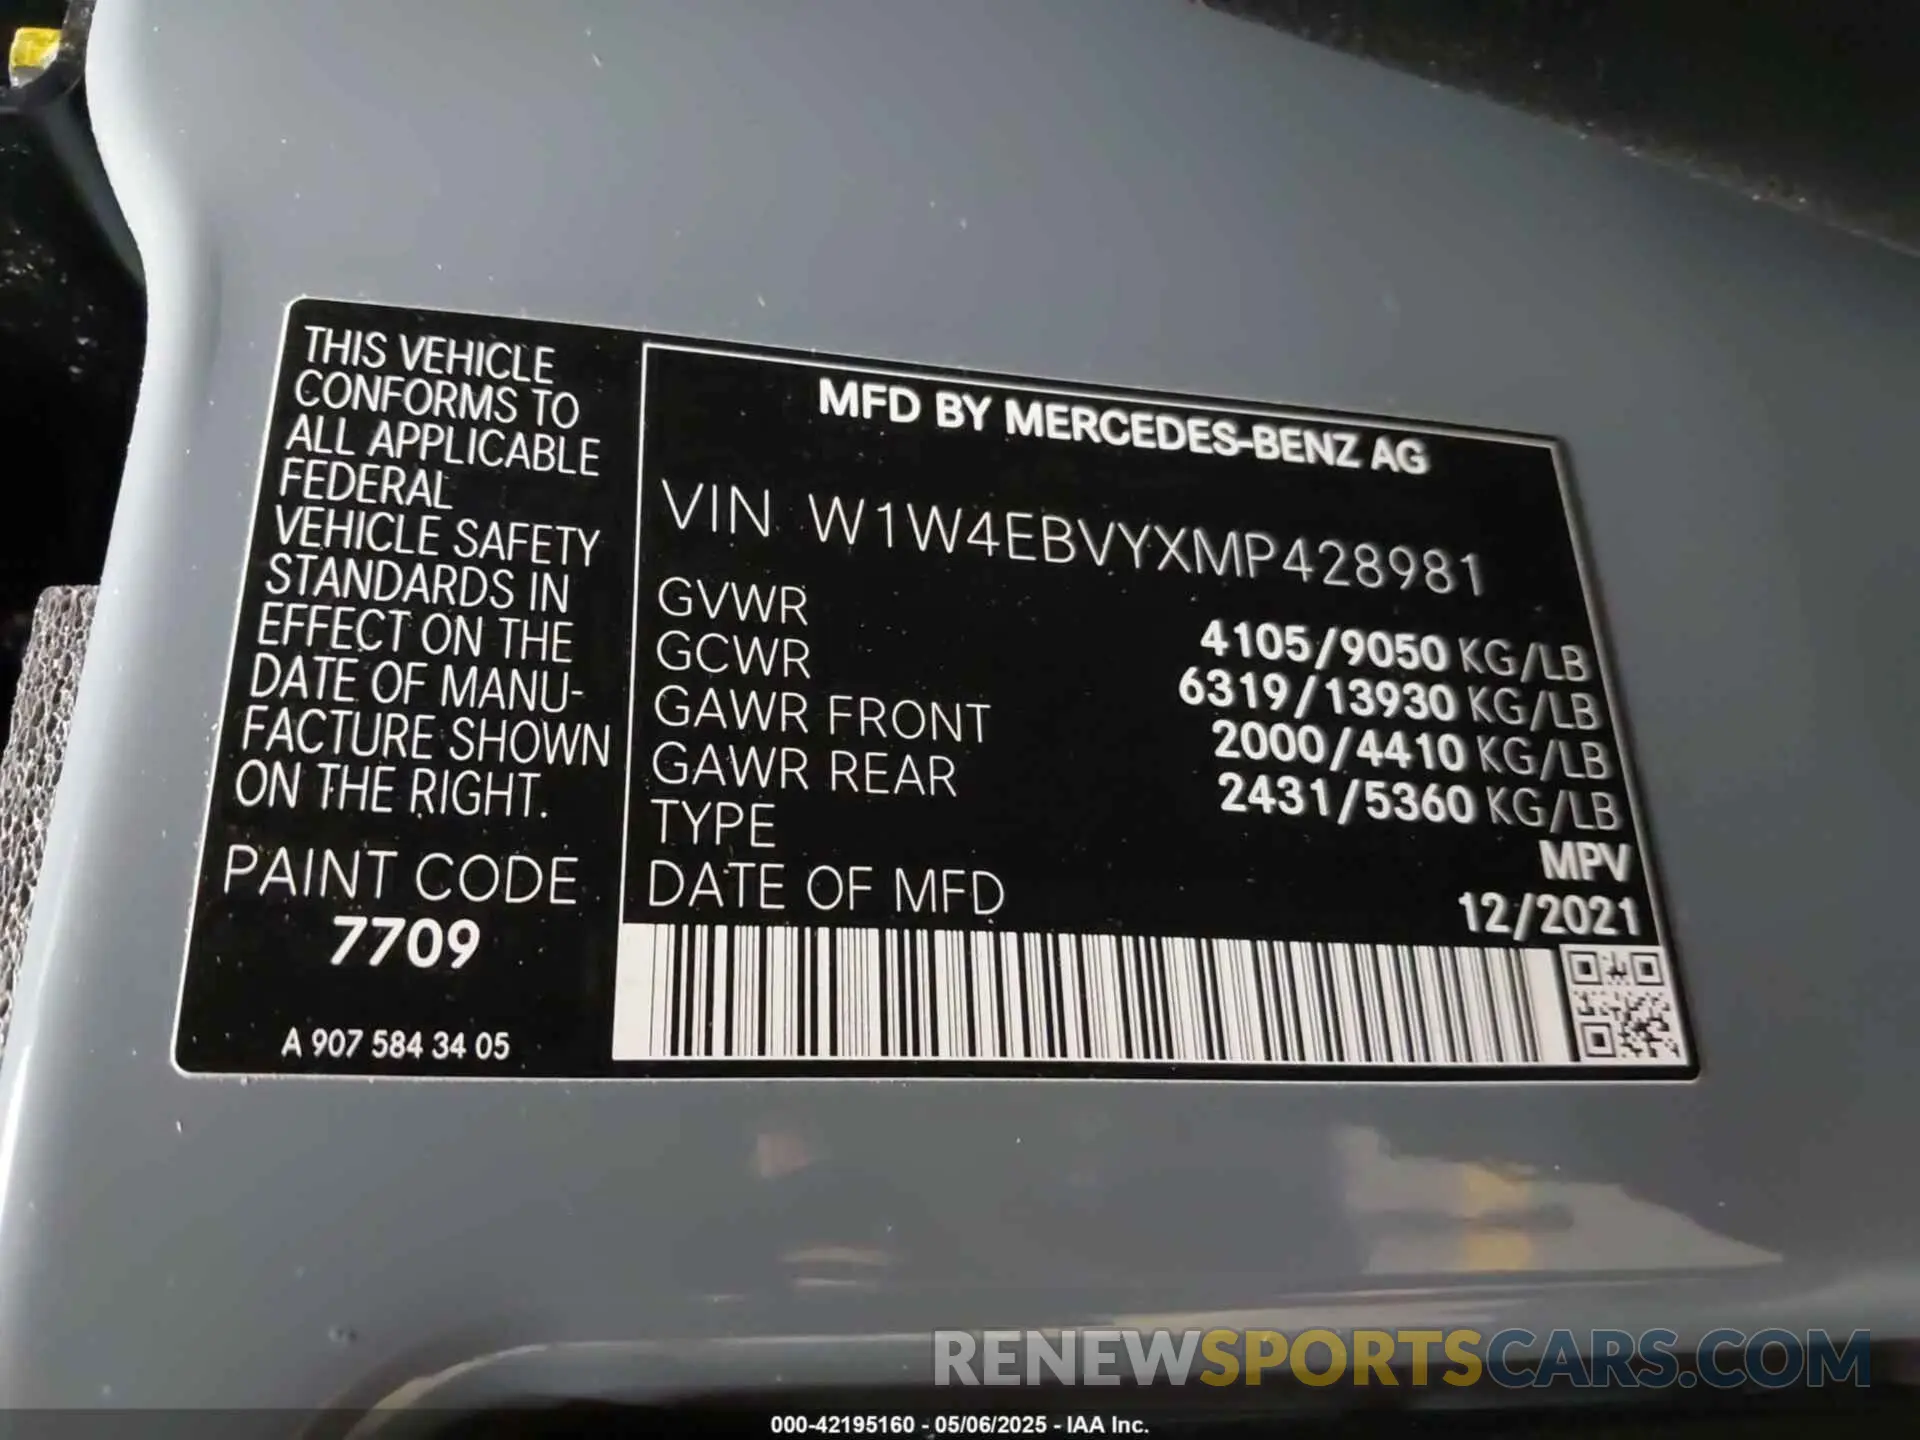 THIS VEHICLE
CONFORMS TO
ALL APPLICABLE
FEDERAL
VEHICLE SAFETY
STANDARDS IN
EFFECT ON THE
DATE OF MANU-
FACTURE SHOWN
ON THE RIGHT.
PAINT CODE
7709
A 907 584 34 05
MFD BY MERCEDES-BENZ AG
VIN W1W4EBVYXMP428981
GVWR 4105/9050 KG/LB
GCWR 6319/13930 KG/LB
GAWR FRONT 2000/4410 KG/LB
GAWR REAR 2431/5360 KG/LB
TYPE MPV
DATE OF MFD 12/2021
RENEWSPORTSCARS.COM
000-42195160 - 05/06/2025 - IAA Inc.